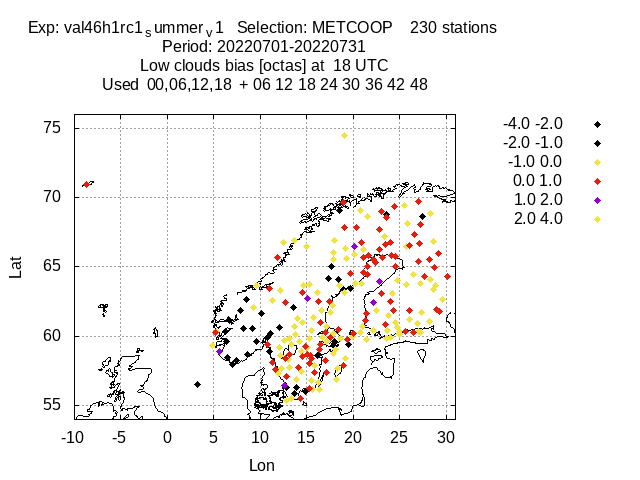 Exp: val46h1rc1ₛummerᵥ1   Selection: METCOOP    230 stations
Period: 20220701-20220731
Low clouds bias [octas] at  18 UTC
Used  00,06,12,18  + 06 12 18 24 30 36 42 48
-4.0 -2.0
-2.0 -1.0
-1.0 0.0
0.0 1.0
1.0 2.0
2.0 4.0
75
70
65
60
55
Lat
-10 -5 0 5 10 15 20 25 30
Lon